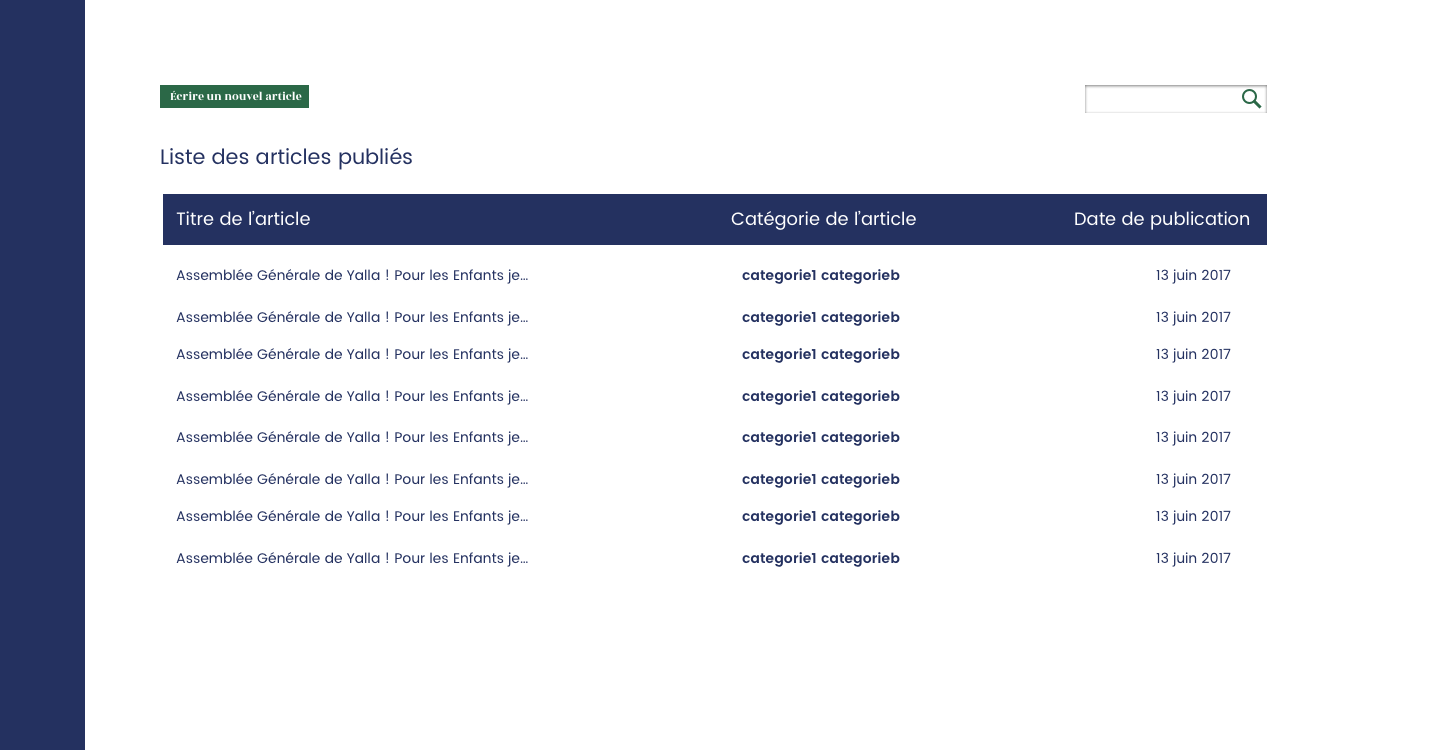 Écrire un nouvel article
Liste des articles publiés
Titre de l'article Catégorie de l'article Date de publication
Assemblée Générale de Yalla ! Pour les Enfants je... categorie1 categorieb 13 juin 2017
Assemblée Générale de Yalla ! Pour les Enfants je... categorie1 categorieb 13 juin 2017
Assemblée Générale de Yalla ! Pour les Enfants je... categorie1 categorieb 13 juin 2017
Assemblée Générale de Yalla ! Pour les Enfants je... categorie1 categorieb 13 juin 2017
Assemblée Générale de Yalla ! Pour les Enfants je... categorie1 categorieb 13 juin 2017
Assemblée Générale de Yalla ! Pour les Enfants je... categorie1 categorieb 13 juin 2017
Assemblée Générale de Yalla ! Pour les Enfants je... categorie1 categorieb 13 juin 2017
Assemblée Générale de Yalla ! Pour les Enfants je... categorie1 categorieb 13 juin 2017